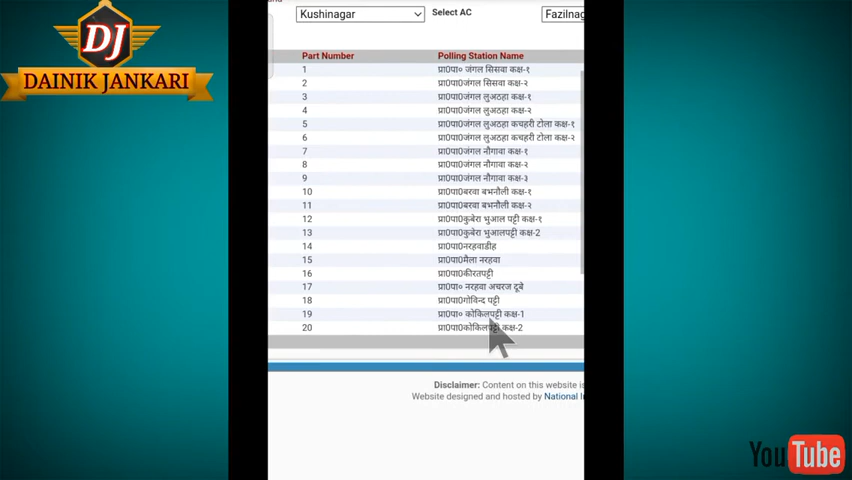 DJ
DAINIK JANKARI
Kushinagar
Select AC
Fazilnag
Part Number Polling Station Name
1 प्रा0पा० जंगल सिसवा कक्ष-१
2 प्रा0पा0जंगल सिसवा कक्ष-२
3 प्रा0पा0जंगल लुअठहा कक्ष-१
4 प्रा0पा0जंगल लुअठहा कक्ष-२
5 प्रा0पा0जंगल लुअठहा कचहरी टोला कक्ष-१
6 प्रा0पा0जंगल लुअठहा कचहरी टोला कक्ष-२
7 प्रा0पा0जंगल नौगावा कक्ष-१
8 प्रा0पा0जंगल नौगावा कक्ष-२
9 प्रा0पा0जंगल नौगावा कक्ष-३
10 प्रा0पा0बरवा बभनौली कक्ष-१
11 प्रा0पा0बरवा बभनौली कक्ष-२
12 प्रा0पा0कुबेरा भुआल पट्टी कक्ष-१
13 प्रा0पा0कुबेरा भुआलपट्टी कक्ष-2
14 प्रा0पा0नरहवाडीह
15 प्रा0पा0मैला नरहवा
16 प्रा0पा0कीरतपट्टी
17 प्रा0पा० नरहवा अचरज दूबे
18 प्रा0पा0गोविन्द पट्टी
19 प्रा0पा० कोकिलपट्टी कक्ष-1
20 प्रा0पा0कोकिलपट्टी कक्ष-2
Disclaimer: Content on this website is
Website designed and hosted by National In
YouTube